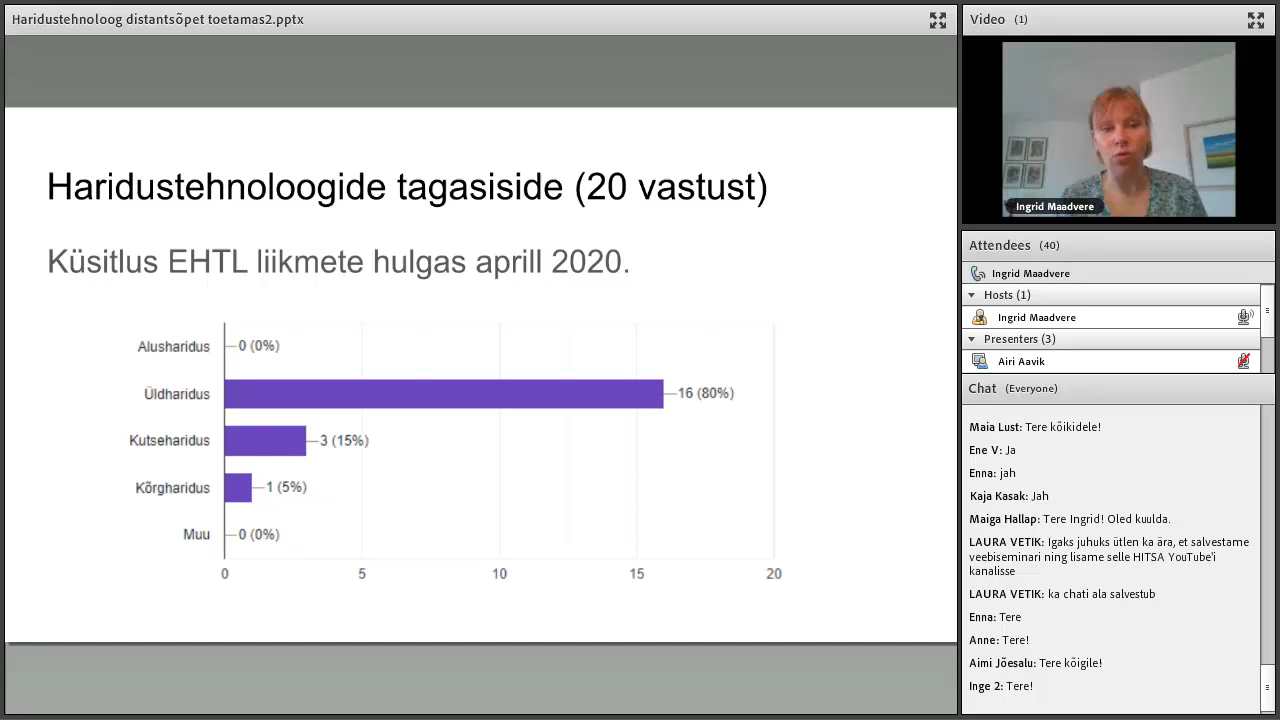 Haridustehnoloog distantsõpet toetamas2.pptx
Haridustehnoloogide tagasiside (20 vastust)
Küsitlus EHTL liikmete hulgas aprill 2020.
Alusharidus 0 (0%)
Üldharidus 16 (80%)
Kutseharidus 3 (15%)
Kõrgharidus 1 (5%)
Muu 0 (0%)
0 5 10 15 20
Video (1)
Ingrid Maadvere
Attendees (40)
Ingrid Maadvere
Hosts (1)
Ingrid Maadvere
Presenters (3)
Airi Aavik
Chat (Everyone)
Maia Lust: Tere kõikidele!
Ene V: Ja
Enna: jah
Kaja Kasak: Jah
Maiga Hallap: Tere Ingrid! Oled kuulda.
LAURA VETIK: Igaks juhuks ütlen ka ära, et salvestame
veebiseminari ning lisame selle HITSA YouTube'i
kanalisse
LAURA VETIK: ka chati ala salvestub
Enna: Tere
Anne: Tere!
Aimi Jõesalu: Tere kõigile!
Inge 2: Tere!